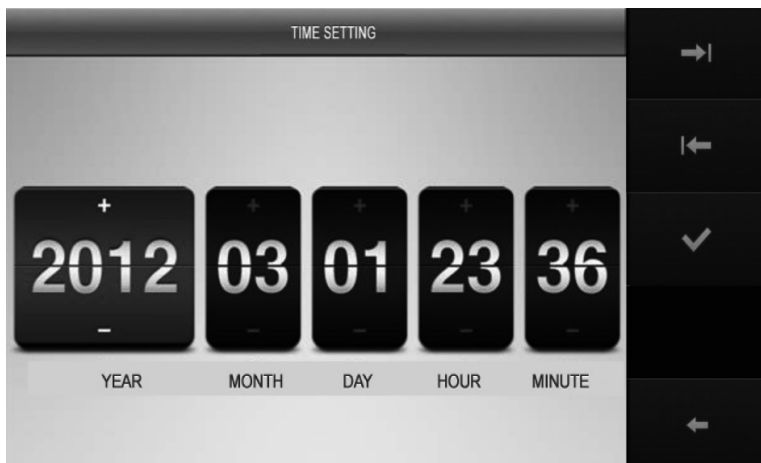 TIME SETTING
+ + + + +
2012 03 01 23 36
- - - - -
YEAR MONTH DAY HOUR MINUTE